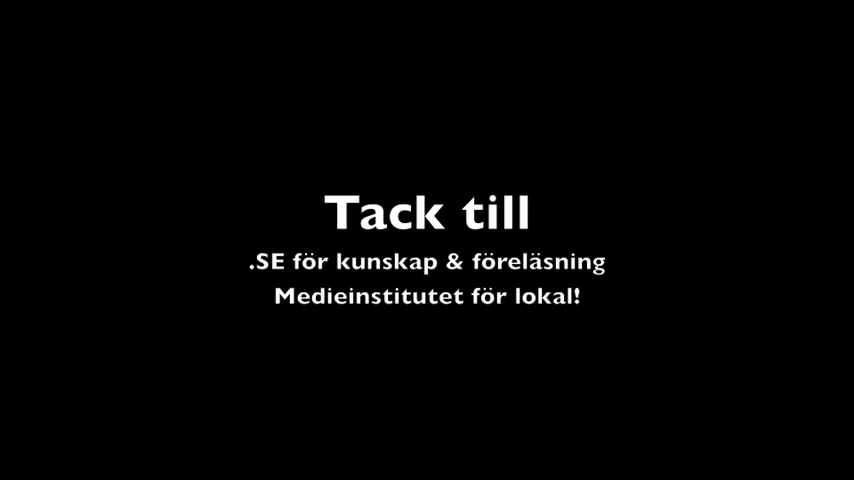 Tack till
.SE för kunskap & föreläsning
Medieinstitutet för lokal!